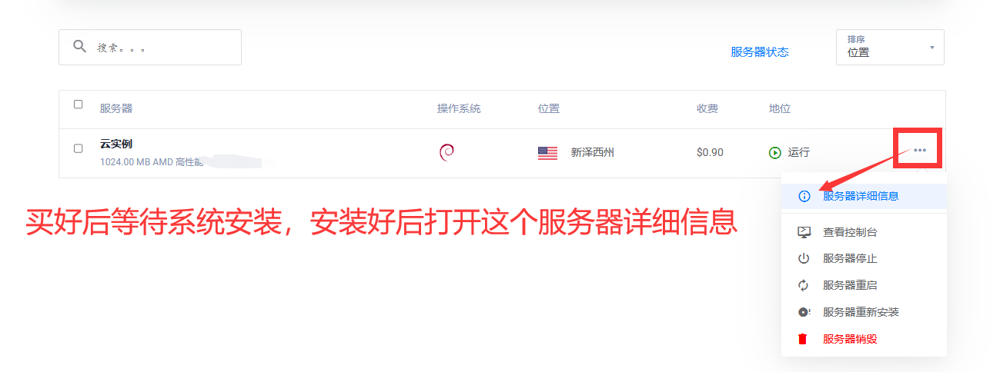 搜索。。。
服务器状态
排序
位置
服务器
操作系统
位置
收费
地位
云实例
1024.00 MB AMD 高性能
新泽西州
$0.90
运行
服务器详细信息
买好后等待系统安装，安装好后打开这个服务器详细信息
查看控制台
服务器停止
服务器重启
服务器重新安装
服务器销毁